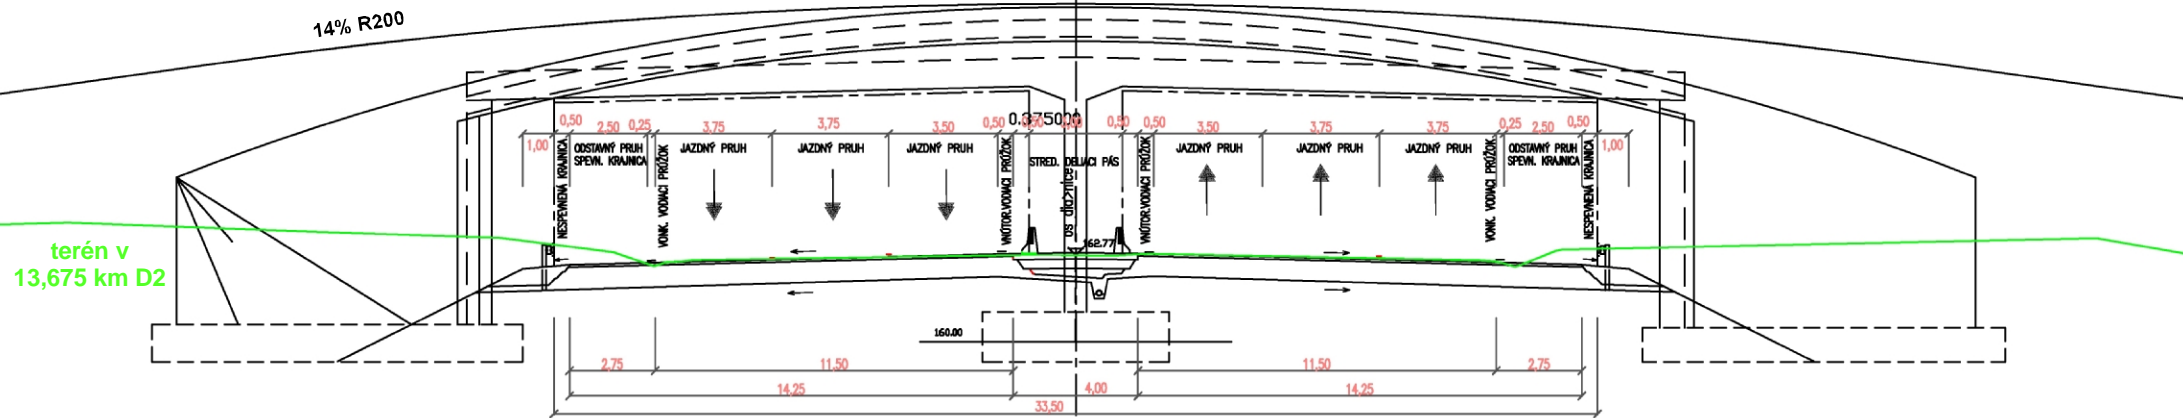 14% R200
0.375000
0,50 2.50 0,25 3.75 3,75 3,50 0,50 0,50 0,50 3.50 3.75 3.75 0.25 2.50 0,50
1,00 1,00
ODSTAVNÝ PRUH
SPEVN. KRAJNICA
JAZDNÝ PRUH JAZDNÝ PRUH JAZDNÝ PRUH
STRED. DELIACI PÁS
JAZDNÝ PRUH JAZDNÝ PRUH JAZDNÝ PRUH
ODSTAVNÝ PRUH
SPEVN. KRAJNICA
NESPEVNENÁ KRAJNICA
VONK. VODIACI PRÚŽOK
VNÚTOR.VODIACI PRÚŽOK
VNÚTOR.VODIACI PRÚŽOK
VONK. VODIACI PRÚŽOK
NESPEVNENÁ KRAJNICA
162.77
terén v
13,675 km D2
160.00
2.75 11.50 11.50 2.75
14.25 4,00 14.25
33,50